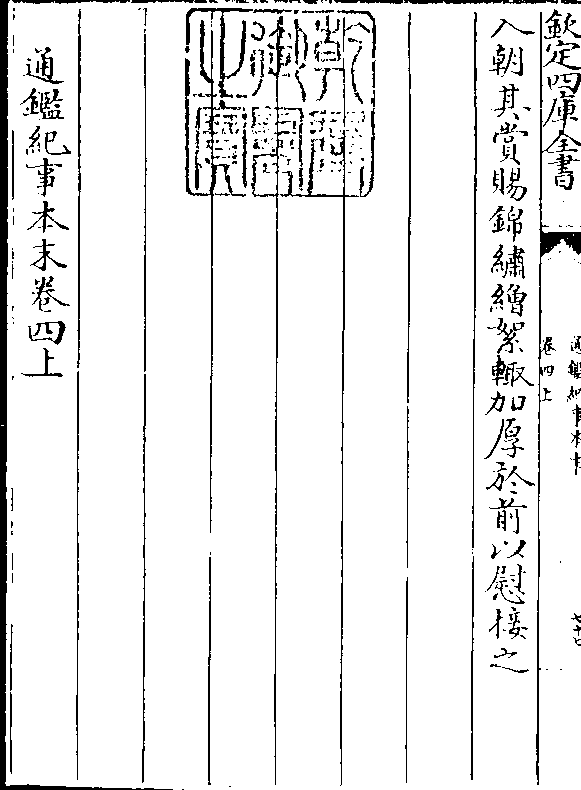 欽定四庫全書
通鑑紀事本末
卷四上
七十七
入朝其賞賜錦繡繒絮輒加厚於前以慰接之
乾隆御覽之寶
通鑑紀事本末卷四上